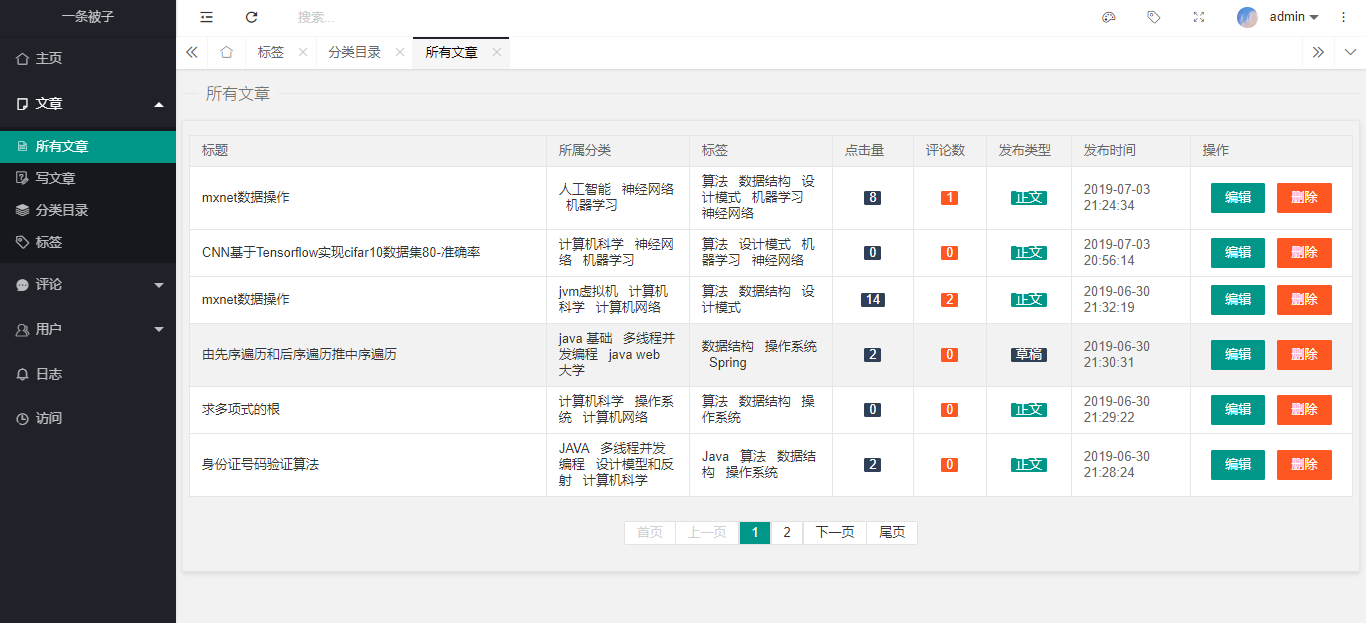 一条被子
搜索...
admin
主页
文章
所有文章
写文章
分类目录
标签
评论
用户
日志
访问
标签 分类目录 所有文章
所有文章
标题 所属分类 标签 点击量 评论数 发布类型 发布时间 操作
mxnet数据操作
人工智能 神经网络
机器学习
算法 数据结构 设
计模式 机器学习
神经网络
8 1 正文
2019-07-03
21:24:34
编辑 删除
CNN基于Tensorflow实现cifar10数据集80-准确率
计算机科学 神经网
络 机器学习
算法 设计模式 机
器学习 神经网络
0 0 正文
2019-07-03
20:56:14
编辑 删除
mxnet数据操作
jvm虚拟机 计算机
科学 计算机网络
算法 数据结构 设
计模式
14 2 正文
2019-06-30
21:32:19
编辑 删除
由先序遍历和后序遍历推中序遍历
java 基础 多线程并
发编程 java web
大学
数据结构 操作系统
Spring
2 0 草稿
2019-06-30
21:30:31
编辑 删除
求多项式的根
计算机科学 操作系
统 计算机网络
算法 数据结构 操
作系统
0 0 正文
2019-06-30
21:29:22
编辑 删除
身份证号码验证算法
JAVA 多线程并发
编程 设计模型和反
射 计算机科学
Java 算法 数据结
构 操作系统
2 0 正文
2019-06-30
21:28:24
编辑 删除
首页 上一页 1 2 下一页 尾页